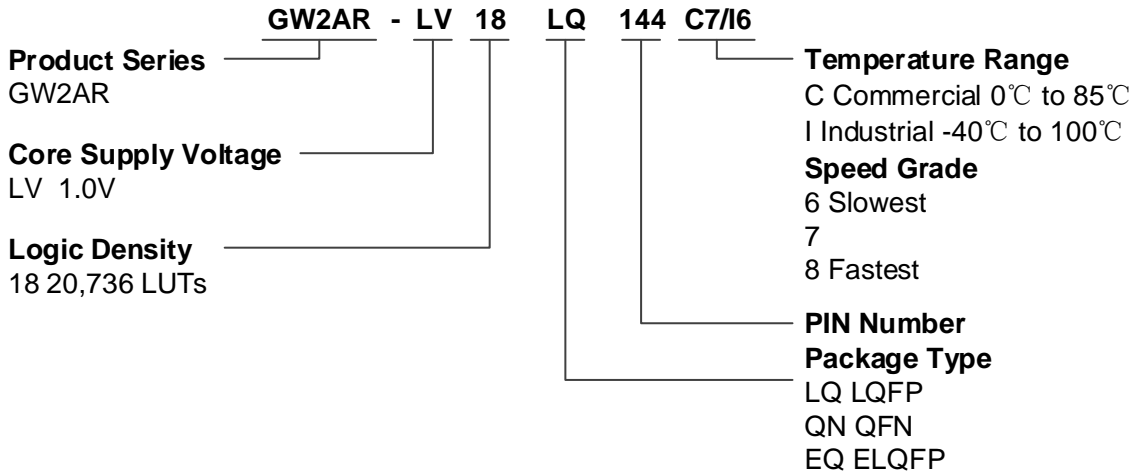 GW2AR - LV 18 LQ 144 C7/I6
Product Series
GW2AR
Core Supply Voltage
LV 1.0V
Logic Density
18 20,736 LUTs
Temperature Range
C Commercial 0℃ to 85℃
I Industrial -40℃ to 100℃
Speed Grade
6 Slowest
7
8 Fastest
PIN Number
Package Type
LQ LQFP
QN QFN
EQ ELQFP